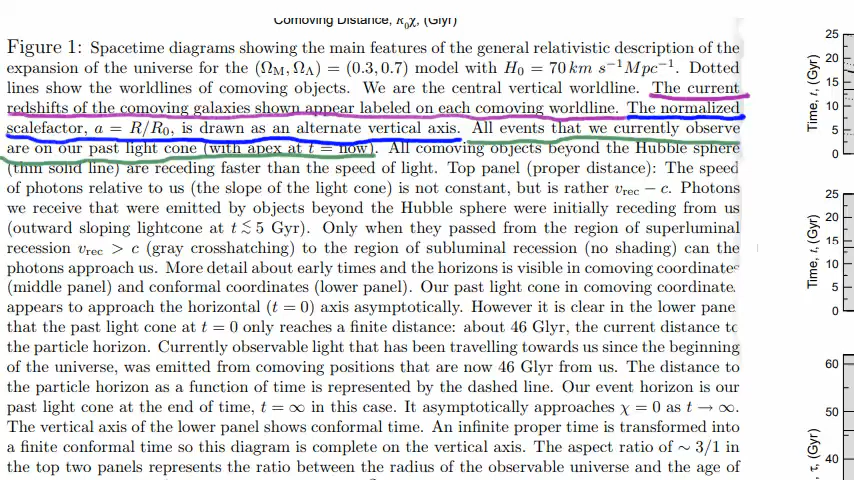 Comoving Distance, R₀χ, (Glyr)
Figure 1: Spacetime diagrams showing the main features of the general relativistic description of the
expansion of the universe for the (Ω_M, Ω_Λ) = (0.3, 0.7) model with H₀ = 70 km s⁻¹Mpc⁻¹. Dotted
lines show the worldlines of comoving objects. We are the central vertical worldline. The current
redshifts of the comoving galaxies shown appear labeled on each comoving worldline. The normalized
scalefactor, a = R/R₀, is drawn as an alternate vertical axis. All events that we currently observe
are on our past light cone (with apex at t = now). All comoving objects beyond the Hubble sphere
(thin solid line) are receding faster than the speed of light. Top panel (proper distance): The speed
of photons relative to us (the slope of the light cone) is not constant, but is rather v_rec − c. Photons
we receive that were emitted by objects beyond the Hubble sphere were initially receding from us
(outward sloping lightcone at t ≲ 5 Gyr). Only when they passed from the region of superluminal
recession v_rec > c (gray crosshatching) to the region of subluminal recession (no shading) can the
photons approach us. More detail about early times and the horizons is visible in comoving coordinate
(middle panel) and conformal coordinates (lower panel). Our past light cone in comoving coordinate
appears to approach the horizontal (t = 0) axis asymptotically. However it is clear in the lower pane
that the past light cone at t = 0 only reaches a finite distance: about 46 Glyr, the current distance to
the particle horizon. Currently observable light that has been travelling towards us since the beginning
of the universe, was emitted from comoving positions that are now 46 Glyr from us. The distance to
the particle horizon as a function of time is represented by the dashed line. Our event horizon is our
past light cone at the end of time, t = ∞ in this case. It asymptotically approaches χ = 0 as t → ∞.
The vertical axis of the lower panel shows conformal time. An infinite proper time is transformed into
a finite conformal time so this diagram is complete on the vertical axis. The aspect ratio of ∼ 3/1 in
the top two panels represents the ratio between the radius of the observable universe and the age of
Time, t, (Gyr)
25
20
15
10
5
0
Time, t, (Gyr)
25
20
15
10
5
0
, τ, (Gyr)
60
50
40